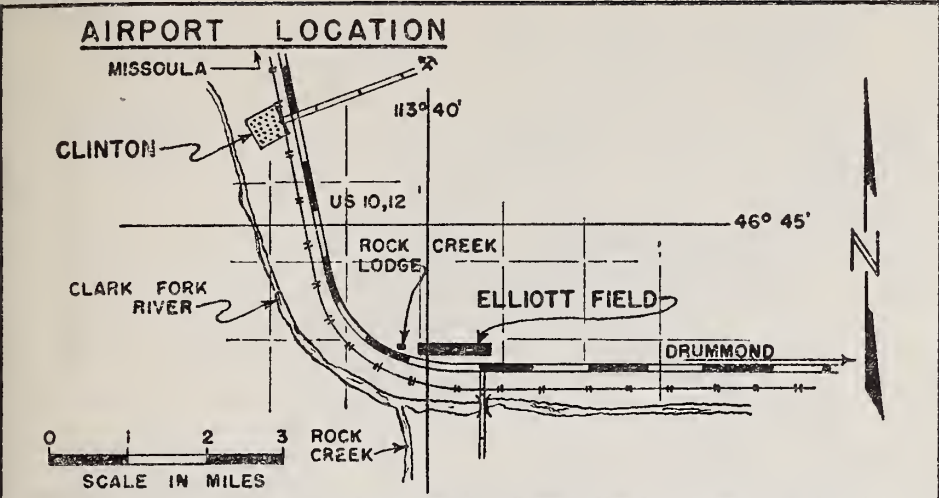 AIRPORT LOCATION
MISSOULA
113° 40'
CLINTON
US 10,12
46° 45'
ROCK CREEK
LODGE
CLARK FORK
RIVER
ELLIOTT FIELD
N
DRUMMOND
0 1 2 3
SCALE IN MILES
ROCK
CREEK